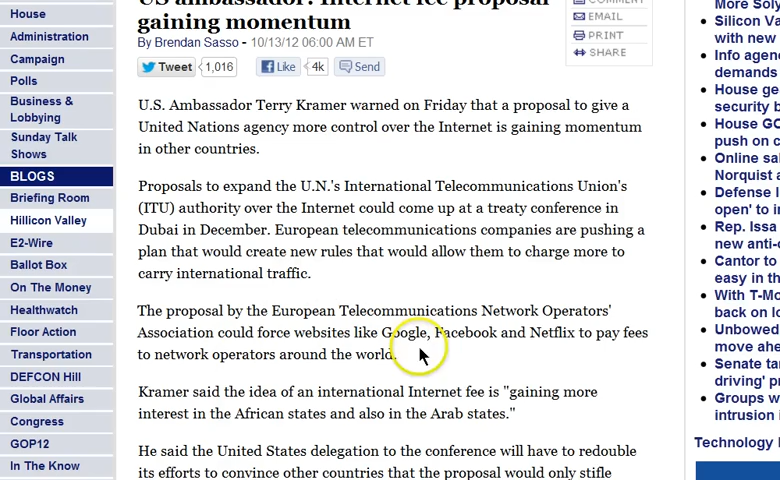 House
Administration
Campaign
Polls
Business &
Lobbying
Sunday Talk
Shows
BLOGS
Briefing Room
Hillicon Valley
E2-Wire
Ballot Box
On The Money
Healthwatch
Floor Action
Transportation
DEFCON Hill
Global Affairs
Congress
GOP12
In The Know
US ambassador: Internet fee proposal
gaining momentum
By Brendan Sasso - 10/13/12 06:00 AM ET
Tweet 1,016 Like 4k Send
COMMENT
EMAIL
PRINT
SHARE
U.S. Ambassador Terry Kramer warned on Friday that a proposal to give a
United Nations agency more control over the Internet is gaining momentum
in other countries.
Proposals to expand the U.N.'s International Telecommunications Union's
(ITU) authority over the Internet could come up at a treaty conference in
Dubai in December. European telecommunications companies are pushing a
plan that would create new rules that would allow them to charge more to
carry international traffic.
The proposal by the European Telecommunications Network Operators'
Association could force websites like Google, Facebook and Netflix to pay fees
to network operators around the world.
Kramer said the idea of an international Internet fee is "gaining more
interest in the African states and also in the Arab states."
He said the United States delegation to the conference will have to redouble
its efforts to convince other countries that the proposal would only stifle
More Soly
Silicon Va
with new
Info agen
demands
House ge
security b
House GO
push on c
Online sal
Norquist a
Defense l
open' to in
Rep. Issa
new anti-c
Cantor to
easy in th
With T-Mo
back on lo
Unbowed
move ahe
Senate tar
driving' pr
Groups w
intrusion i
Technology